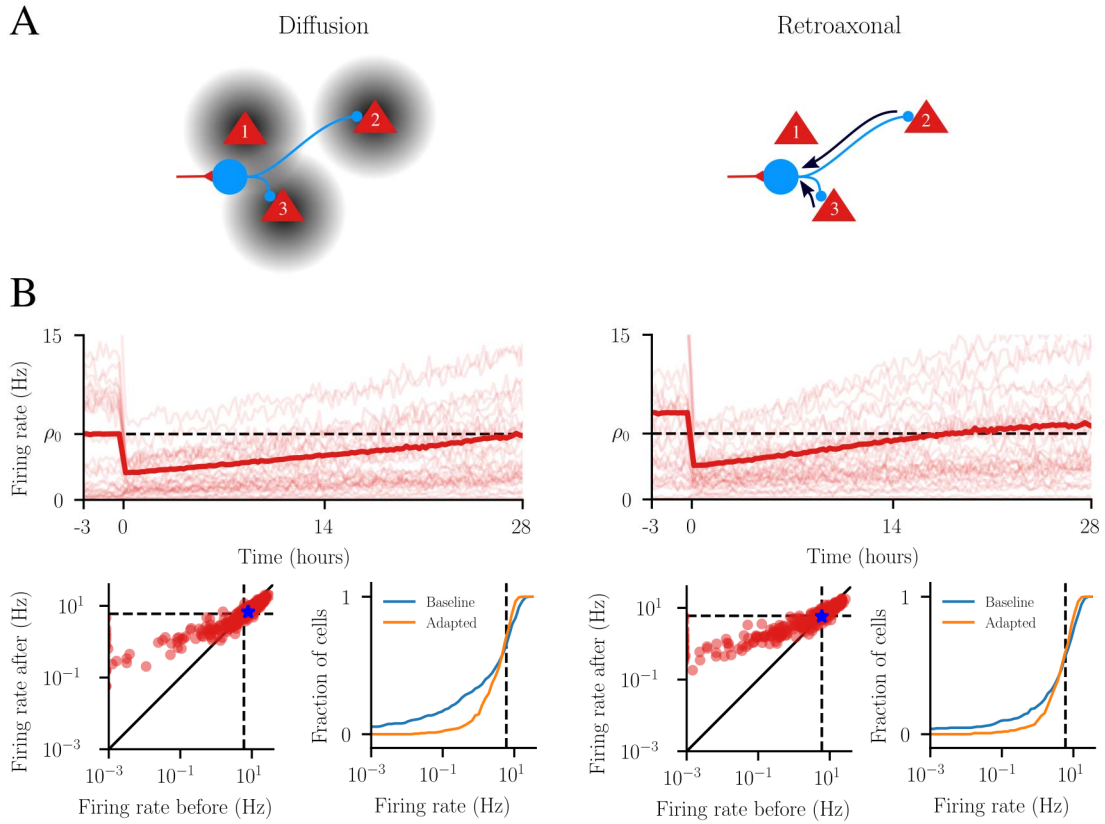 A
Diffusion
Retroaxonal
1
2
3
1
2
3
B
Firing rate (Hz)
15
ρ0
0
-3 0 14 28
Time (hours)
15
ρ0
0
-3 0 14 28
Time (hours)
Firing rate after (Hz)
10^1
10^-1
10^-3
10^-3 10^-1 10^1
Firing rate before (Hz)
Fraction of cells
1
0
Baseline
Adapted
10^-3 10^-1 10^1
Firing rate (Hz)
Firing rate after (Hz)
10^1
10^-1
10^-3
10^-3 10^-1 10^1
Firing rate before (Hz)
Fraction of cells
1
0
Baseline
Adapted
10^-3 10^-1 10^1
Firing rate (Hz)